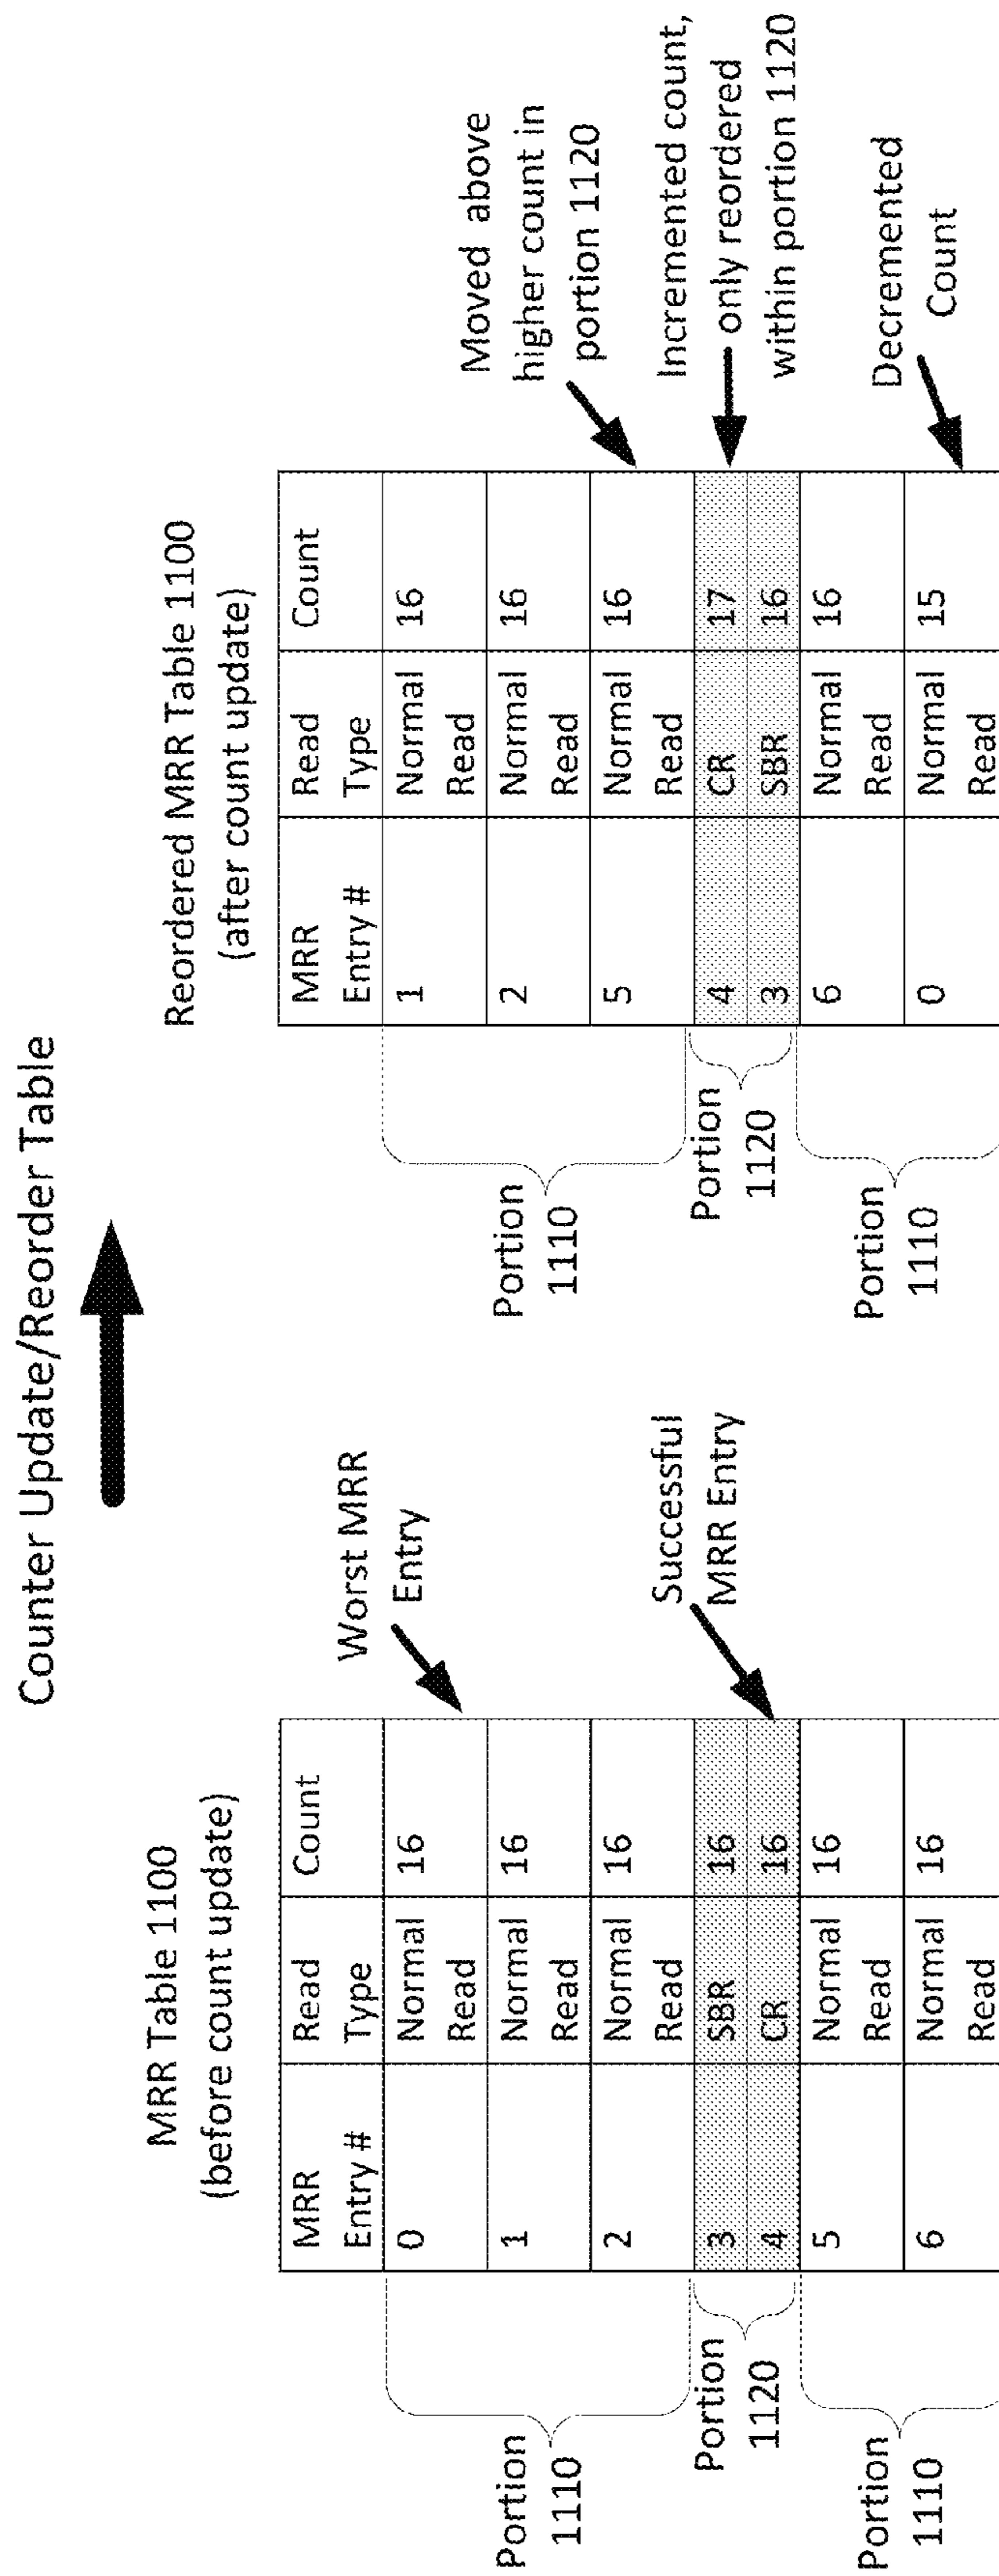 Counter Update/Reorder Table
MRR Table 1100
(before count update)
MRR Entry # Read Type Count
0 Normal Read 16
1 Normal Read 16
2 Normal Read 16
3 SBR 16
4 CR 16
5 Normal Read 16
6 Normal Read 16
Portion
1110
Portion
1120
Portion
1110
Worst MRR
Entry
Successful
MRR Entry
Reordered MRR Table 1100
(after count update)
MRR Entry # Read Type Count
1 Normal Read 16
2 Normal Read 16
5 Normal Read 16
4 CR 17
3 SBR 16
6 Normal Read 16
0 Normal Read 15
Portion
1110
Portion
1120
Portion
1110
Moved above
higher count in
portion 1120
Incremented count,
only reordered
within portion 1120
Decremented
Count